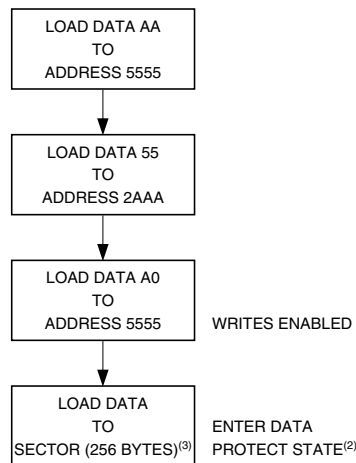 LOAD DATA AA
TO
ADDRESS 5555
LOAD DATA 55
TO
ADDRESS 2AAA
LOAD DATA A0
TO
ADDRESS 5555
WRITES ENABLED
LOAD DATA
TO
SECTOR (256 BYTES)(3)
ENTER DATA
PROTECT STATE(2)